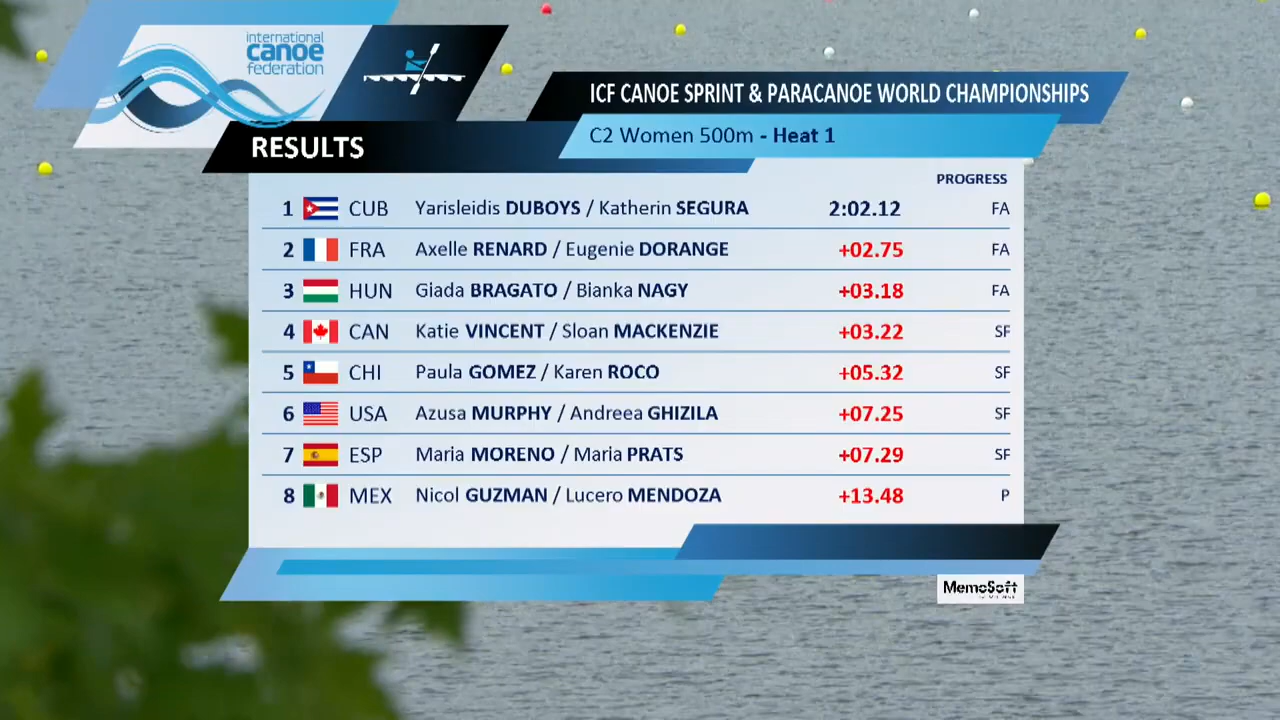 international
canoe
federation
ICF CANOE SPRINT & PARACANOE WORLD CHAMPIONSHIPS
C2 Women 500m - Heat 1
RESULTS
PROGRESS
1 CUB Yarisleidis DUBOYS / Katherin SEGURA 2:02.12 FA
2 FRA Axelle RENARD / Eugenie DORANGE +02.75 FA
3 HUN Giada BRAGATO / Bianka NAGY +03.18 FA
4 CAN Katie VINCENT / Sloan MACKENZIE +03.22 SF
5 CHI Paula GOMEZ / Karen ROCO +05.32 SF
6 USA Azusa MURPHY / Andreea GHIZILA +07.25 SF
7 ESP Maria MORENO / Maria PRATS +07.29 SF
8 MEX Nicol GUZMAN / Lucero MENDOZA +13.48 P
MemoSoft